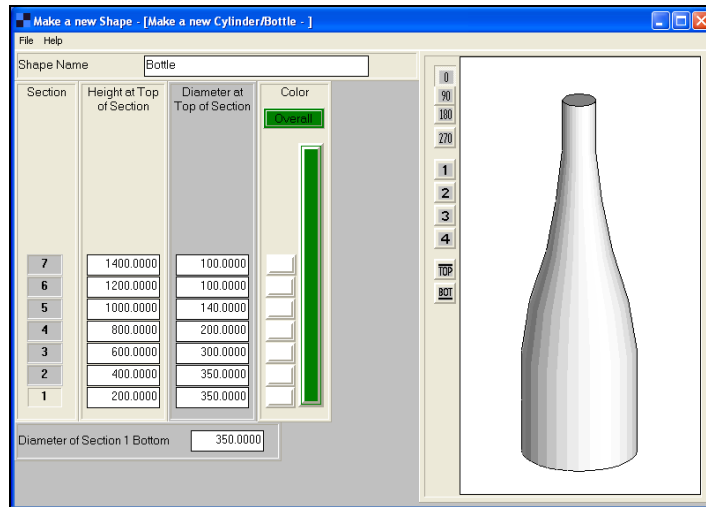 Make a new Shape - [Make a new Cylinder/Bottle - ]
File Help
Shape Name Bottle
Section Height at Top of Section Diameter at Top of Section Color
Overall
7 1400.0000 100.0000
6 1200.0000 100.0000
5 1000.0000 140.0000
4 800.0000 200.0000
3 600.0000 300.0000
2 400.0000 350.0000
1 200.0000 350.0000
Diameter of Section 1 Bottom 350.0000
0
90
180
270
1
2
3
4
TOP
BOT